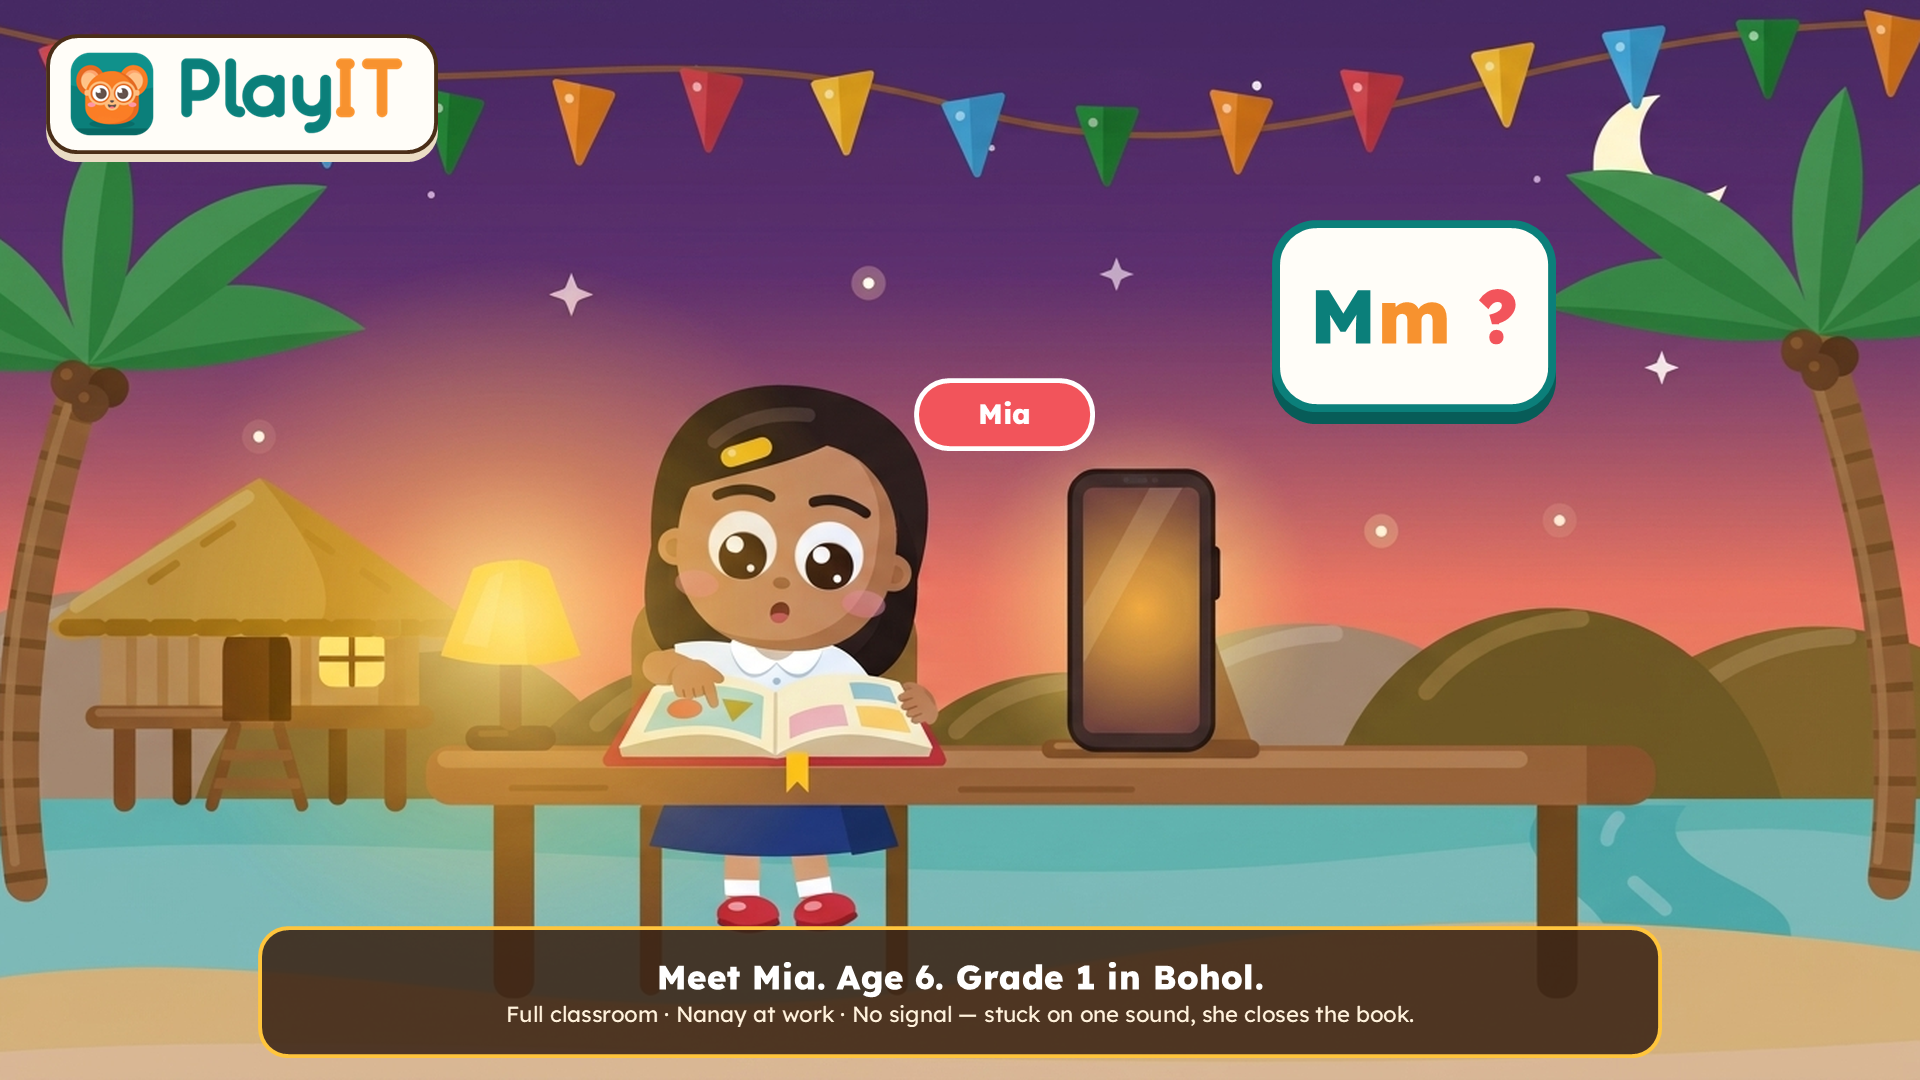 PlayIT
Mm ?
Mia
Meet Mia. Age 6. Grade 1 in Bohol.
Full classroom · Nanay at work · No signal — stuck on one sound, she closes the book.